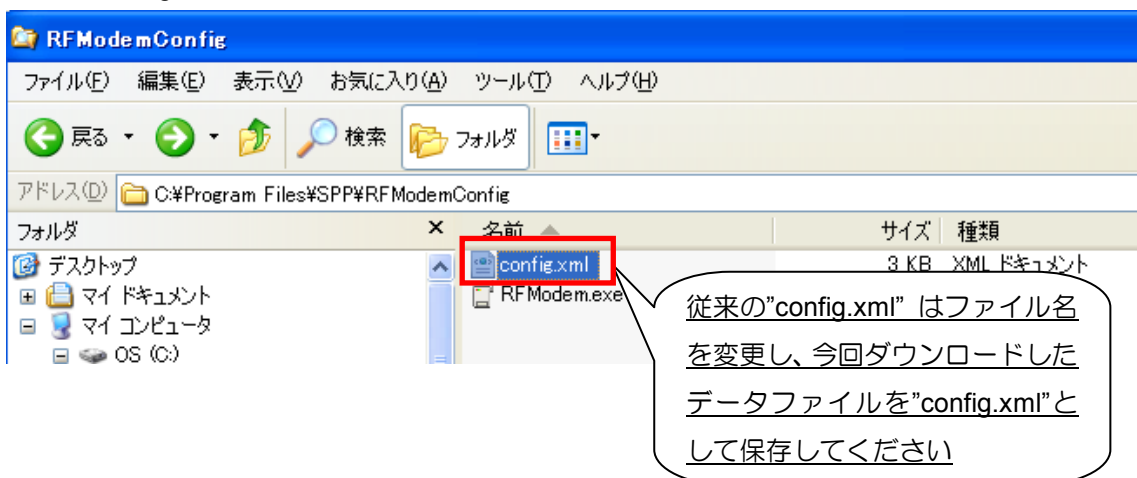 RFModemConfig
ファイル(F) 編集(E) 表示(V) お気に入り(A) ツール(T) ヘルプ(H)
戻る 検索 フォルダ
アドレス(D) C:¥Program Files¥SPP¥RFModemConfig
フォルダ × 名前 サイズ 種類
デスクトップ config.xml 3 KB XML ドキュメント
マイ ドキュメント RFModem.exe
マイ コンピュータ
OS (C:)
従来の”config.xml” はファイル名
を変更し、今回ダウンロードした
データファイルを”config.xml”と
して保存してください